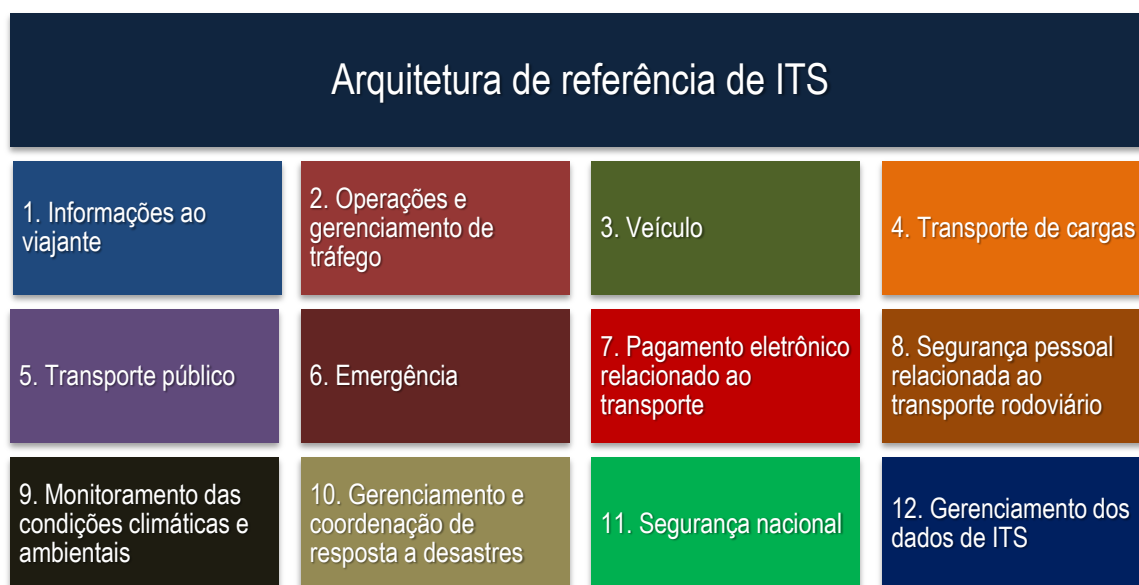 Arquitetura de referência de ITS
1. Informações ao
viajante
2. Operações e
gerenciamento de
tráfego
3. Veículo
4. Transporte de cargas
5. Transporte público
6. Emergência
7. Pagamento eletrônico
relacionado ao
transporte
8. Segurança pessoal
relacionada ao
transporte rodoviário
9. Monitoramento das
condições climáticas e
ambientais
10. Gerenciamento e
coordenação de
resposta a desastres
11. Segurança nacional
12. Gerenciamento dos
dados de ITS